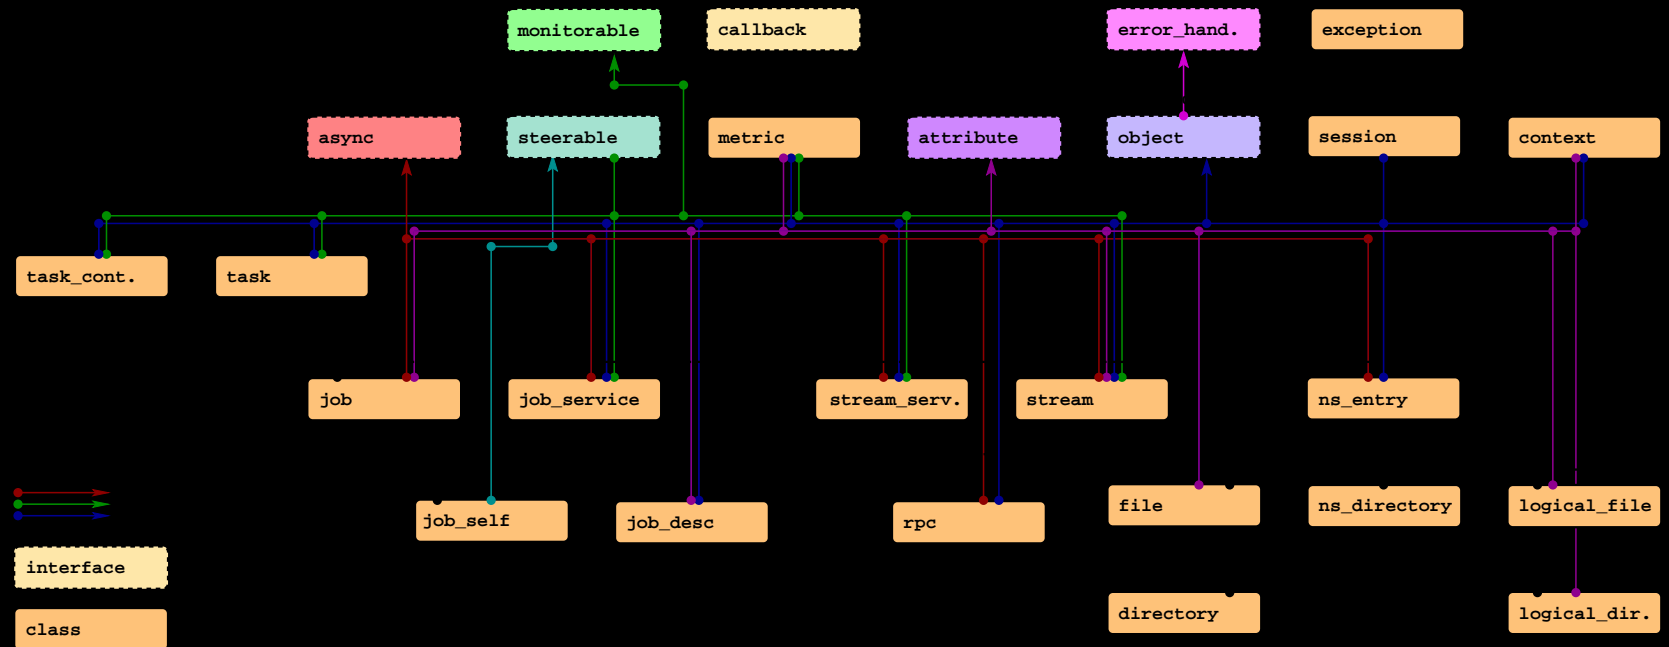 monitorable
callback
error_hand.
exception
async
steerable
metric
attribute
object
session
context
task_cont.
task
job
job_service
stream_serv.
stream
ns_entry
job_self
job_desc
rpc
file
ns_directory
logical_file
interface
directory
logical_dir.
class